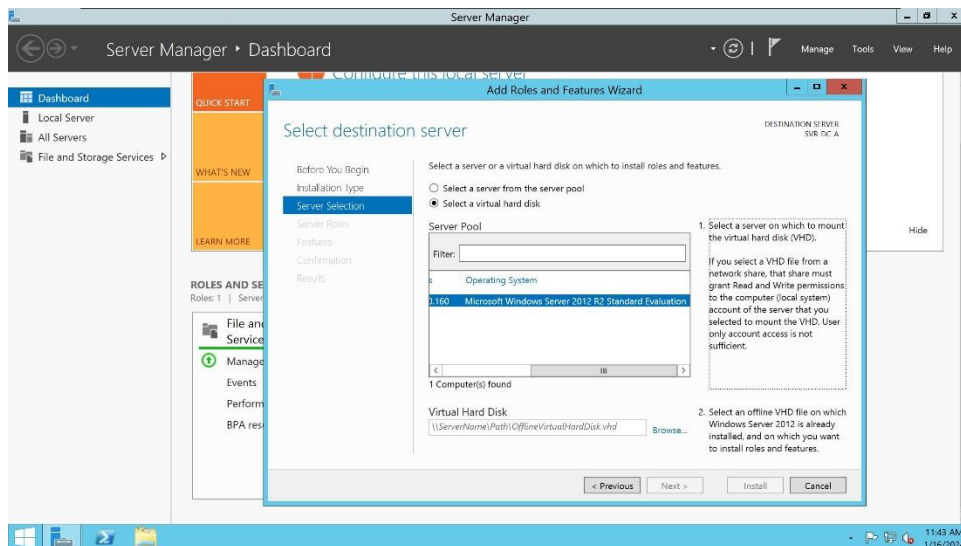 Server Manager
Server Manager • Dashboard
Manage Tools View Help
Dashboard
Local Server
All Servers
File and Storage Services
Configure this local server
QUICK START
WHAT'S NEW
LEARN MORE
Hide
ROLES AND SE
Roles: 1 | Server
File and
Service
Manage
Events
Perform
BPA resu
Add Roles and Features Wizard
Select destination server
DESTINATION SERVER
SVR DC A
Before You Begin
Installation Type
Server Selection
Server Roles
Features
Confirmation
Results
Select a server or a virtual hard disk on which to install roles and features.
Select a server from the server pool
Select a virtual hard disk
Server Pool
Filter:
s Operating System
0.160 Microsoft Windows Server 2012 R2 Standard Evaluation
1 Computer(s) found
Virtual Hard Disk
\\ServerName\Path\OfflineVirtualHardDisk.vhd
Browse...
1. Select a server on which to mount
the virtual hard disk (VHD).
If you select a VHD file from a
network share, that share must
grant Read and Write permissions
to the computer (local system)
account of the server that you
selected to mount the VHD. User
only account access is not
sufficient.
2. Select an offline VHD file on which
Windows Server 2012 is already
installed, and on which you want
to install roles and features.
< Previous Next > Install Cancel
11:43 AM